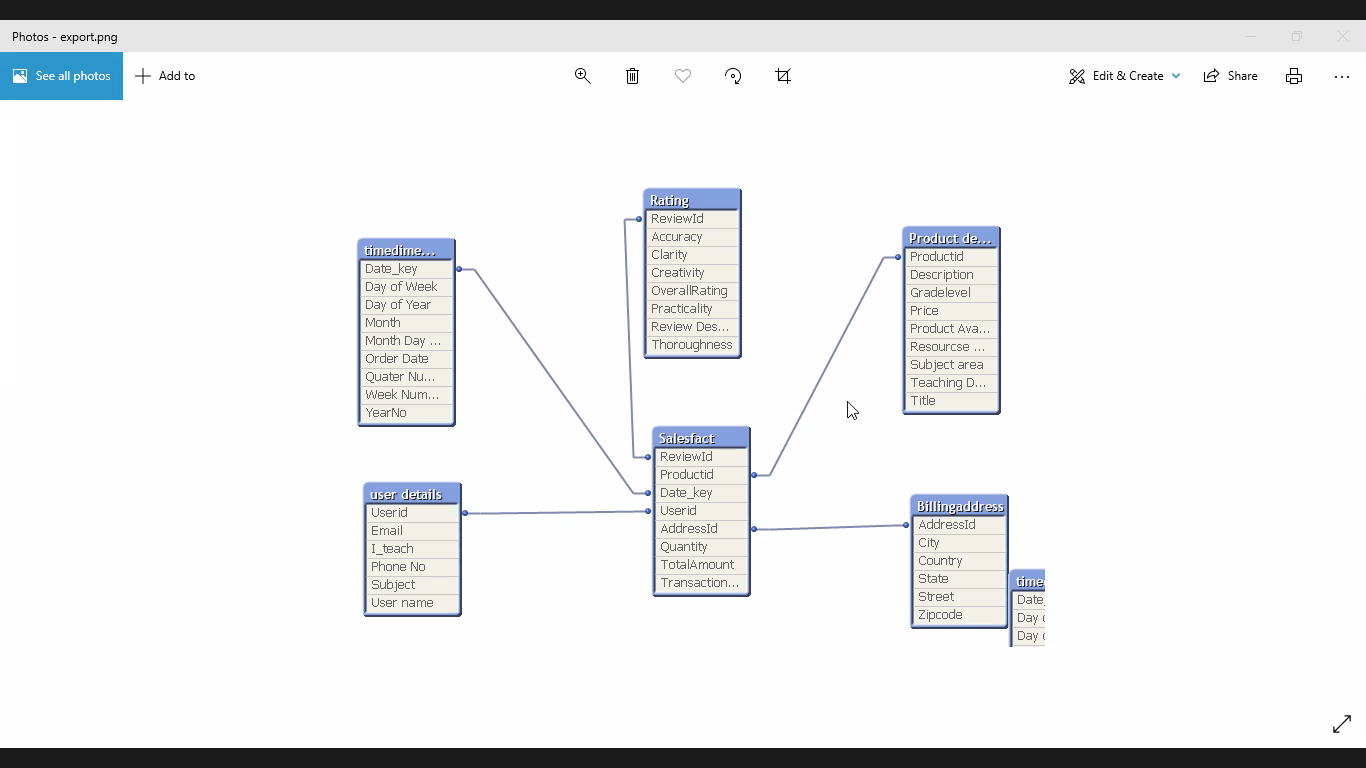 Photos - export.png
See all photos
Add to
Edit & Create
Share
timedime...
Date_key
Day of Week
Day of Year
Month
Month Day ...
Order Date
Quater Nu...
Week Num...
YearNo
Rating
ReviewId
Accuracy
Clarity
Creativity
OverallRating
Practicality
Review Des...
Thoroughness
Product de...
Productid
Description
Gradelevel
Price
Product Ava...
Resourcse ...
Subject area
Teaching D...
Title
user details
Userid
Email
I_teach
Phone No
Subject
User name
Salesfact
ReviewId
Productid
Date_key
Userid
AddressId
Quantity
TotalAmount
Transaction...
Billingaddress
AddressId
City
Country
State
Street
Zipcode
time
Date_
Day
Day